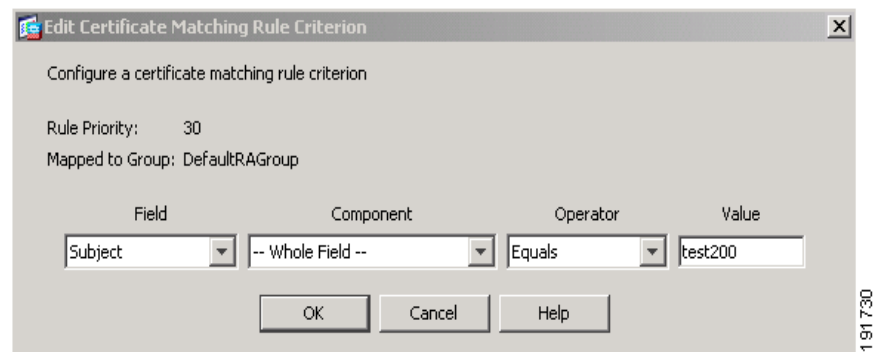 Edit Certificate Matching Rule Criterion
Configure a certificate matching rule criterion
Rule Priority: 30
Mapped to Group: DefaultRAGroup
Field Component Operator Value
Subject -- Whole Field -- Equals test200
OK Cancel Help
191730